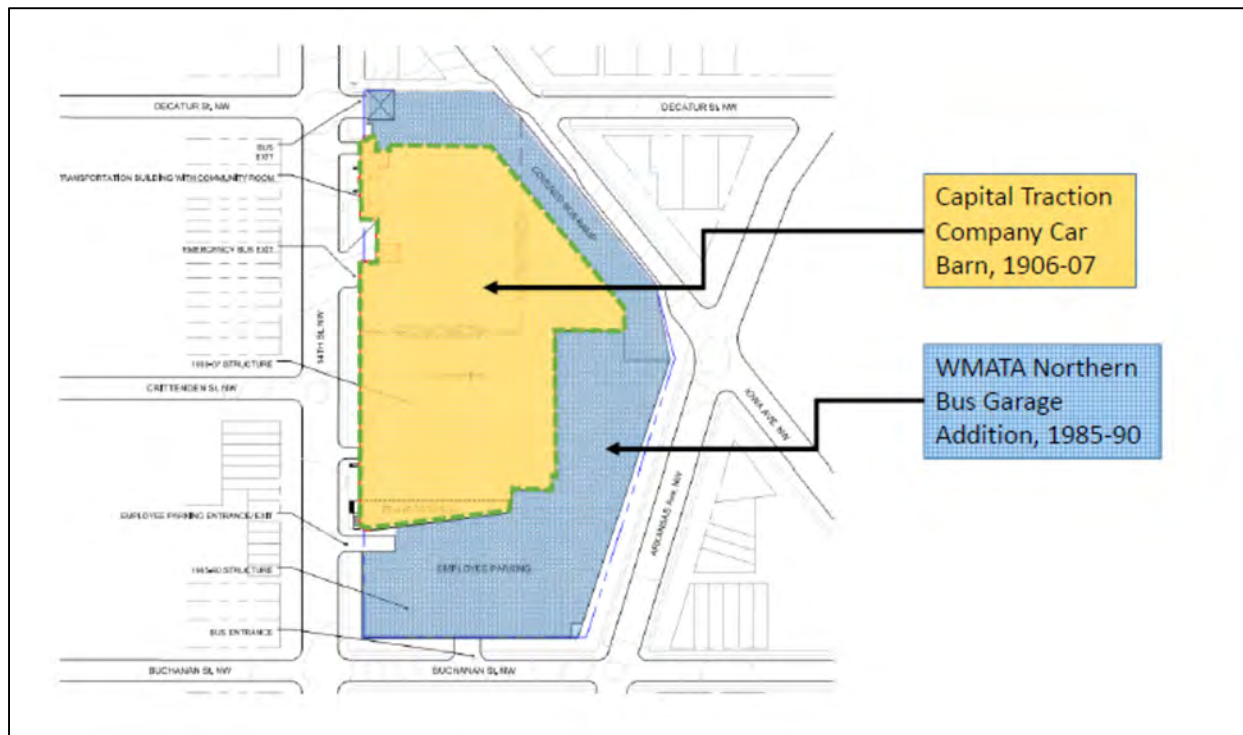 DECATUR St, NW
DECATUR St, NW
BUS
EXIT
TRANSPORTATION BUILDING WITH COMMUNITY ROOM
COVERED BUS RAMP
EMERGENCY BUS EXIT
14TH St, NW
Capital Traction
Company Car
Barn, 1906-07
1906-07 STRUCTURE
CRITTENDEN St, NW
IOWA AVE, NW
WMATA Northern
Bus Garage
Addition, 1985-90
EMPLOYEE PARKING ENTRANCE/EXIT
ARKANSAS Ave, NW
EMPLOYEE PARKING
STRUCTURE
BUS ENTRANCE
BUCHANAN St, NW
BUCHANAN St, NW